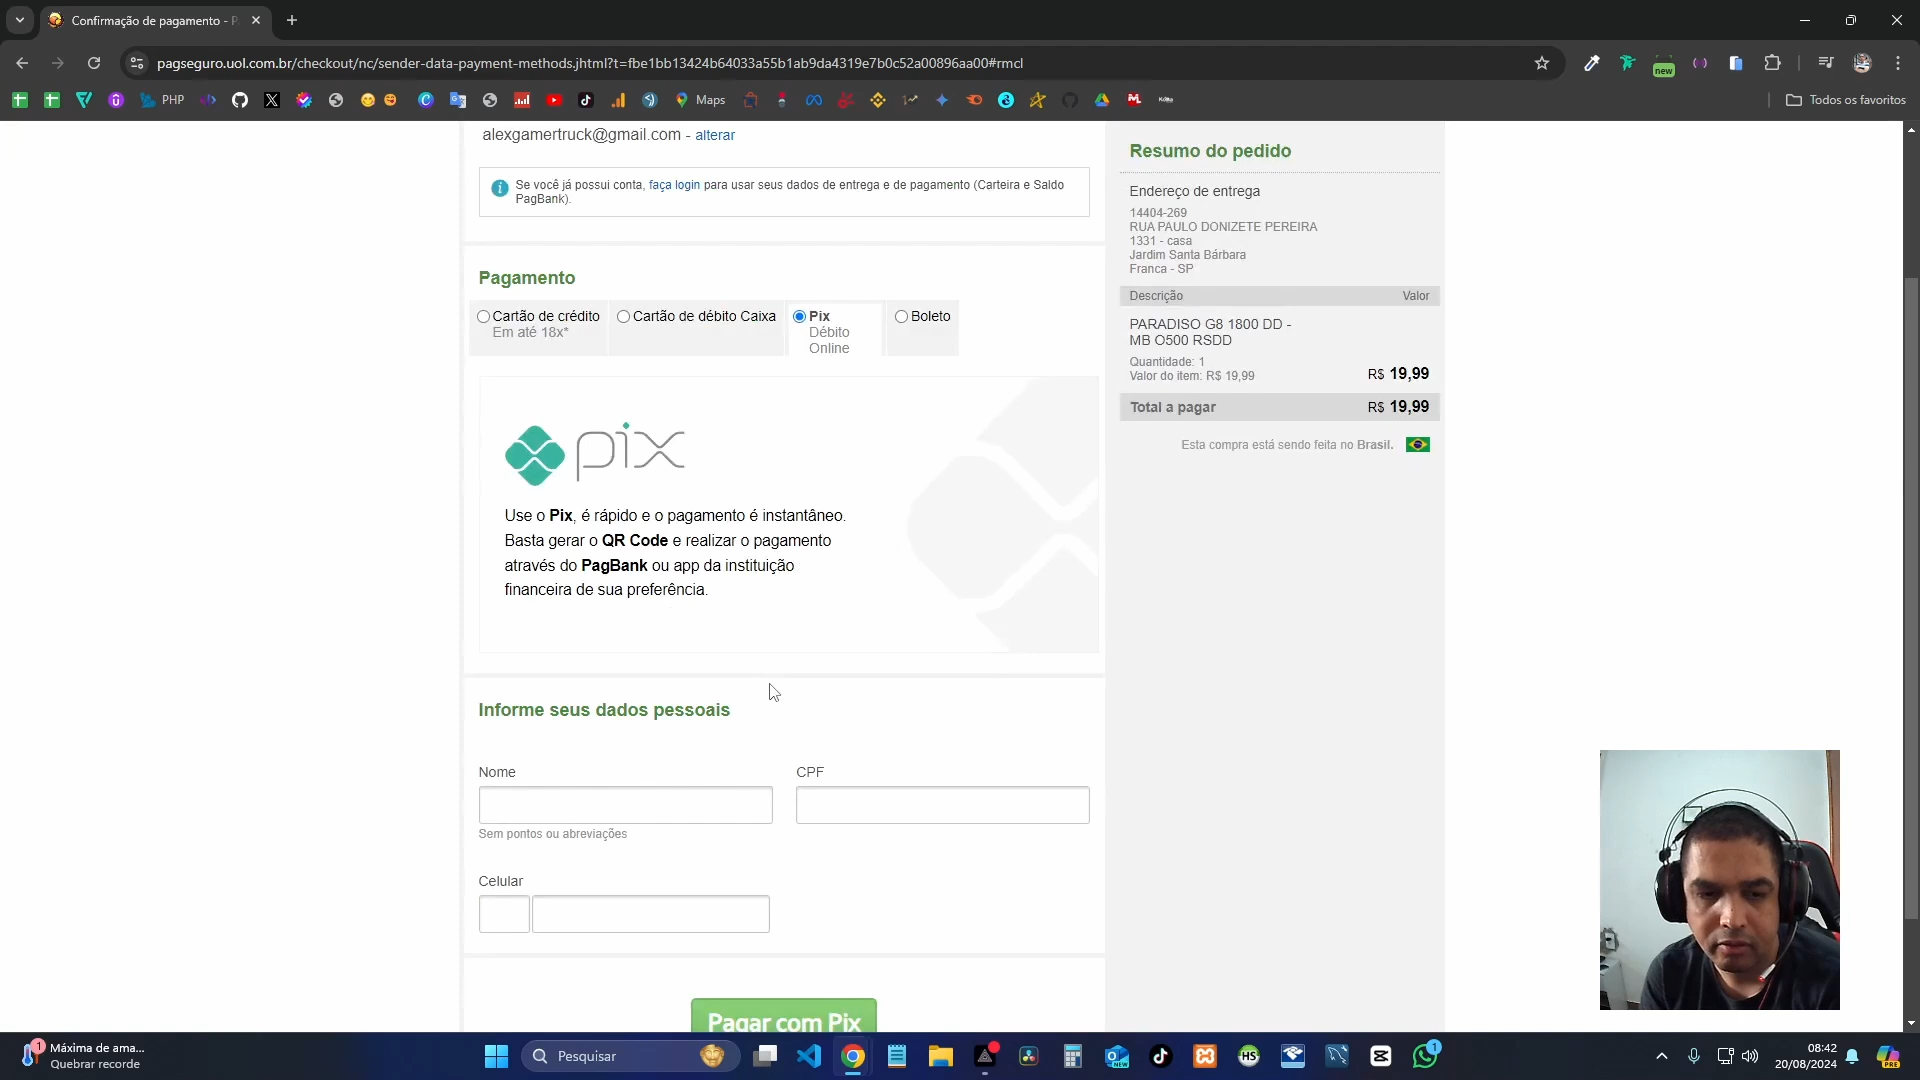 Confirmação de pagamento - P
pagseguro.uol.com.br/checkout/nc/sender-data-payment-methods.jhtml?t=fbe1bb13424b64033a55b1ab9da4319e7b0c52a00896aa00#rmcl
new
PHP
Maps
Todos os favoritos
alexgamertruck@gmail.com - alterar
Se você já possui conta, faça login para usar seus dados de entrega e de pagamento (Carteira e Saldo
PagBank).
Pagamento
Cartão de crédito
Em até 18x*
Cartão de débito Caixa
Pix
Débito
Online
Boleto
pix
Use o Pix, é rápido e o pagamento é instantâneo.
Basta gerar o QR Code e realizar o pagamento
através do PagBank ou app da instituição
financeira de sua preferência.
Informe seus dados pessoais
Nome
CPF
Sem pontos ou abreviações
Celular
Pagar com Pix
Resumo do pedido
Endereço de entrega
14404-269
RUA PAULO DONIZETE PEREIRA
1331 - casa
Jardim Santa Bárbara
Franca - SP
Descrição Valor
PARADISO G8 1800 DD -
MB O500 RSDD
Quantidade: 1
Valor do item: R$ 19,99 R$ 19,99
Total a pagar R$ 19,99
Esta compra está sendo feita no Brasil.
1
Máxima de ama...
Quebrar recorde
Pesquisar
NEW
HS
1
08:42
20/08/2024
PRE